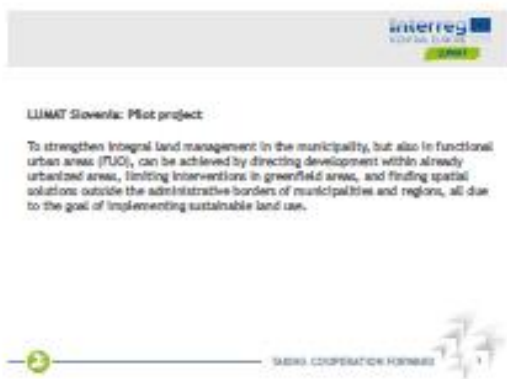 Interreg
CENTRAL EUROPE
LUMAT
LUMAT Slovenia: Pilot project
To strengthen integral land management in the municipality, but also in functional
urban areas (FUO), can be achieved by directing development within already
urbanized areas, limiting interventions in greenfield areas, and finding spatial
solutions outside the administrative borders of municipalities and regions, all due
to the goal of implementing sustainable land use.
TAKING COOPERATION FORWARD